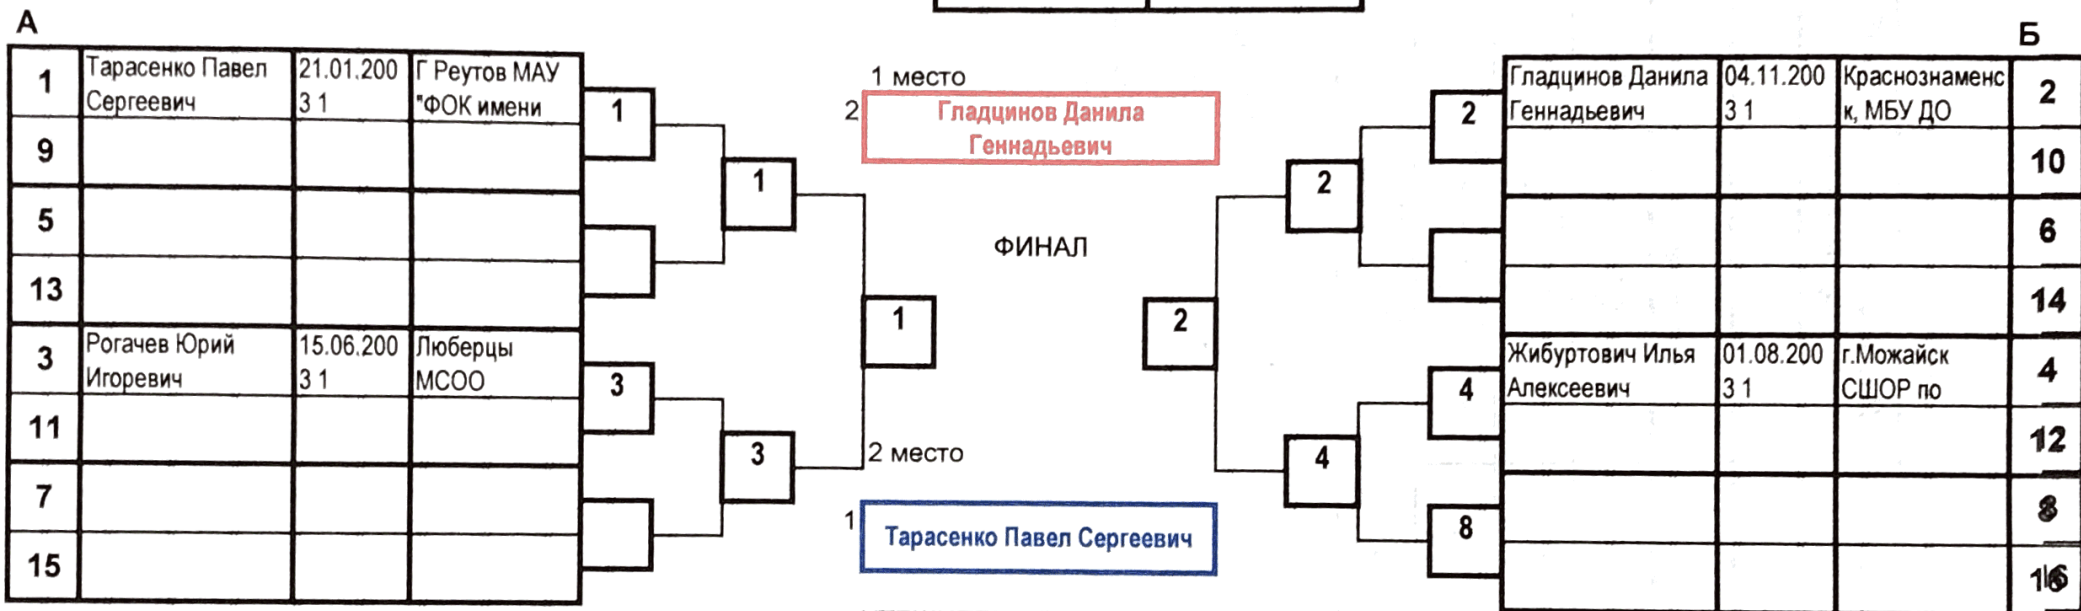 А
Б
1
Тарасенко Павел
Сергеевич
21.01.200
3 1
Г Реутов МАУ
"ФОК имени
9
5
13
3
Рогачев Юрий
Игоревич
15.06.200
3 1
Люберцы
МСОО
11
7
15
1
3
1
3
1
1 место
2
Гладцинов Данила
Геннадьевич
ФИНАЛ
2 место
1
Тарасенко Павел Сергеевич
2
2
4
2
4
8
Гладцинов Данила
Геннадьевич
04.11.200
3 1
Краснознаменс
к, МБУ ДО
2
10
6
14
Жибуртович Илья
Алексеевич
01.08.200
3 1
г.Можайск
СШОР по
4
12
8
16